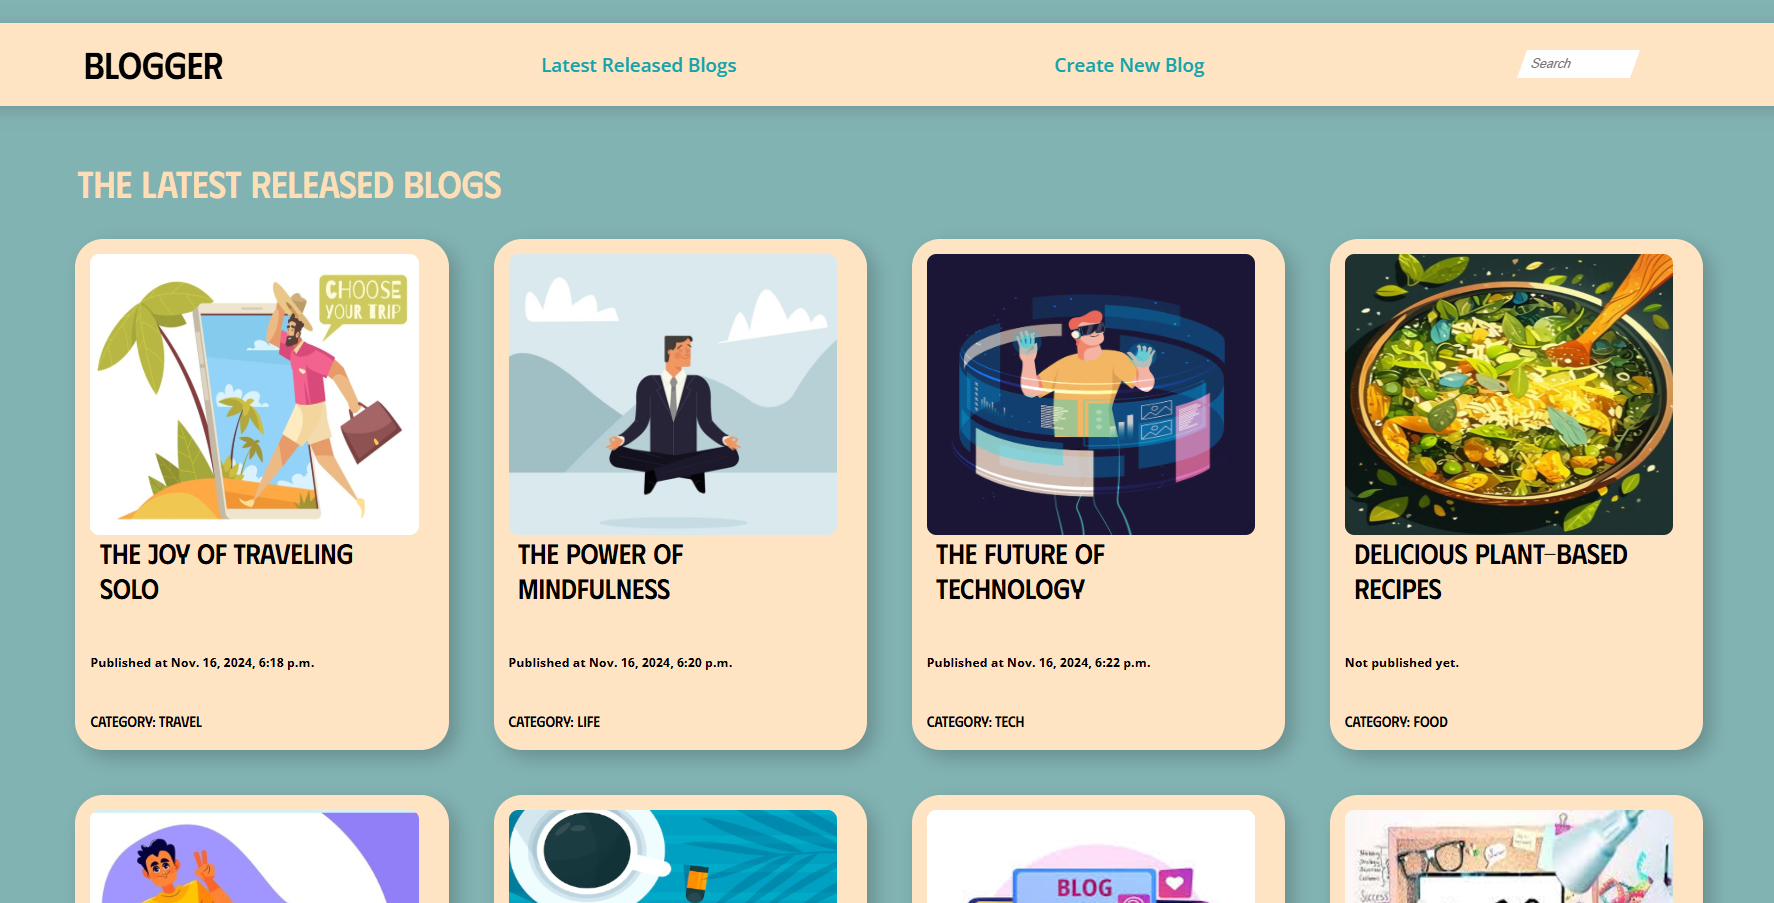 BLOGGER
Latest Released Blogs
Create New Blog
Search
THE LATEST RELEASED BLOGS
CHOOSE
YOUR TRIP
THE JOY OF TRAVELING
SOLO
Published at Nov. 16, 2024, 6:18 p.m.
CATEGORY: TRAVEL
THE POWER OF
MINDFULNESS
Published at Nov. 16, 2024, 6:20 p.m.
CATEGORY: LIFE
THE FUTURE OF
TECHNOLOGY
Published at Nov. 16, 2024, 6:22 p.m.
CATEGORY: TECH
DELICIOUS PLANT-BASED
RECIPES
Not published yet.
CATEGORY: FOOD
BLOG
Success